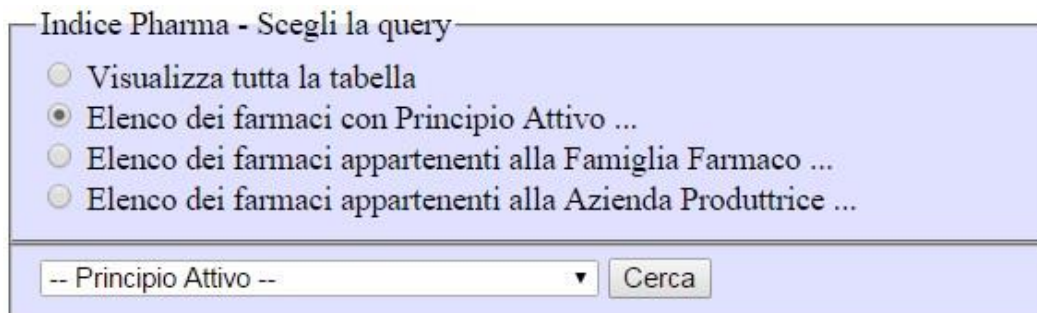 Indice Pharma - Scegli la query
Visualizza tutta la tabella
Elenco dei farmaci con Principio Attivo ...
Elenco dei farmaci appartenenti alla Famiglia Farmaco ...
Elenco dei farmaci appartenenti alla Azienda Produttrice ...
-- Principio Attivo -- Cerca